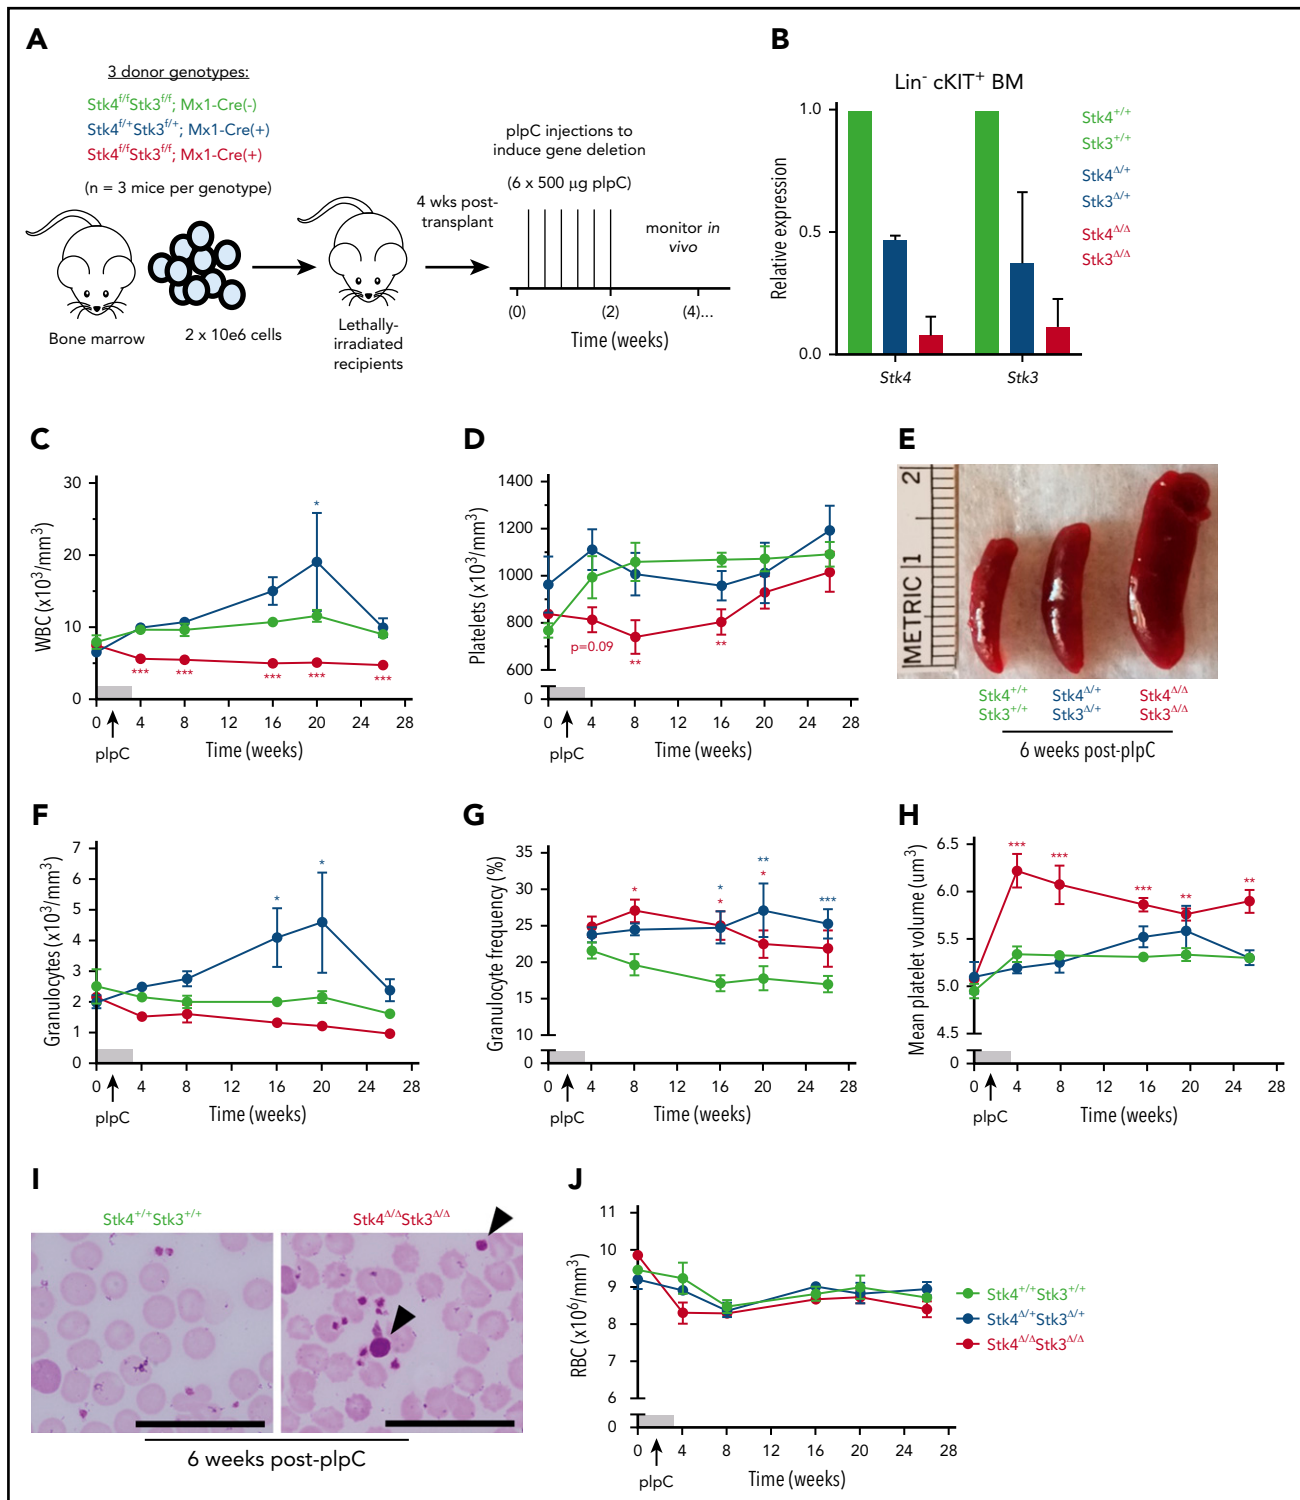 A
3 donor genotypes:
Stk4f/fStk3f/f; Mx1-Cre(-)
Stk4f/+Stk3f/+; Mx1-Cre(+)
Stk4f/fStk3f/f; Mx1-Cre(+)
(n = 3 mice per genotype)
Bone marrow
2 x 10e6 cells
Lethally-
irradiated
recipients
4 wks post-
transplant
pIpC injections to
induce gene deletion
(6 x 500 µg pIpC)
monitor in
vivo
(0)
(2)
(4)...
Time (weeks)
B
Lin- cKIT+ BM
Relative expression
1.0
0.5
0.0
Stk4
Stk3
Stk4+/+
Stk3+/+
Stk4Δ/+
Stk3Δ/+
Stk4Δ/Δ
Stk3Δ/Δ
C
WBC (x10³/mm³)
30
20
10
0
*
*** *** *** *** ***
0 4 8 12 16 20 24 28
pIpC
Time (weeks)
D
Platelets (x10³/mm³)
1400
1200
1000
800
600
0
p=0.09
** **
0 4 8 12 16 20 24 28
pIpC
Time (weeks)
E
METRIC 1 2
Stk4+/+ Stk4Δ/+ Stk4Δ/Δ
Stk3+/+ Stk3Δ/+ Stk3Δ/Δ
6 weeks post-pIpC
F
Granulocytes (x10³/mm³)
7
6
5
4
3
2
1
0
* *
0 4 8 12 16 20 24 28
pIpC
Time (weeks)
G
Granulocyte frequency (%)
35
30
25
20
15
10
0
* * ** ***
* *
0 4 8 12 16 20 24 28
pIpC
Time (weeks)
H
Mean platelet volume (um³)
6.5
6.0
5.5
5.0
4.5
0
*** *** *** ** **
0 4 8 12 16 20 24 28
pIpC
Time (weeks)
I
Stk4+/+Stk3+/+
Stk4Δ/ΔStk3Δ/Δ
6 weeks post-pIpC
J
RBC (x10⁶/mm³)
11
10
9
8
7
6
0
0 4 8 12 16 20 24 28
pIpC
Time (weeks)
Stk4+/+Stk3+/+
Stk4Δ/+Stk3Δ/+
Stk4Δ/ΔStk3Δ/Δ